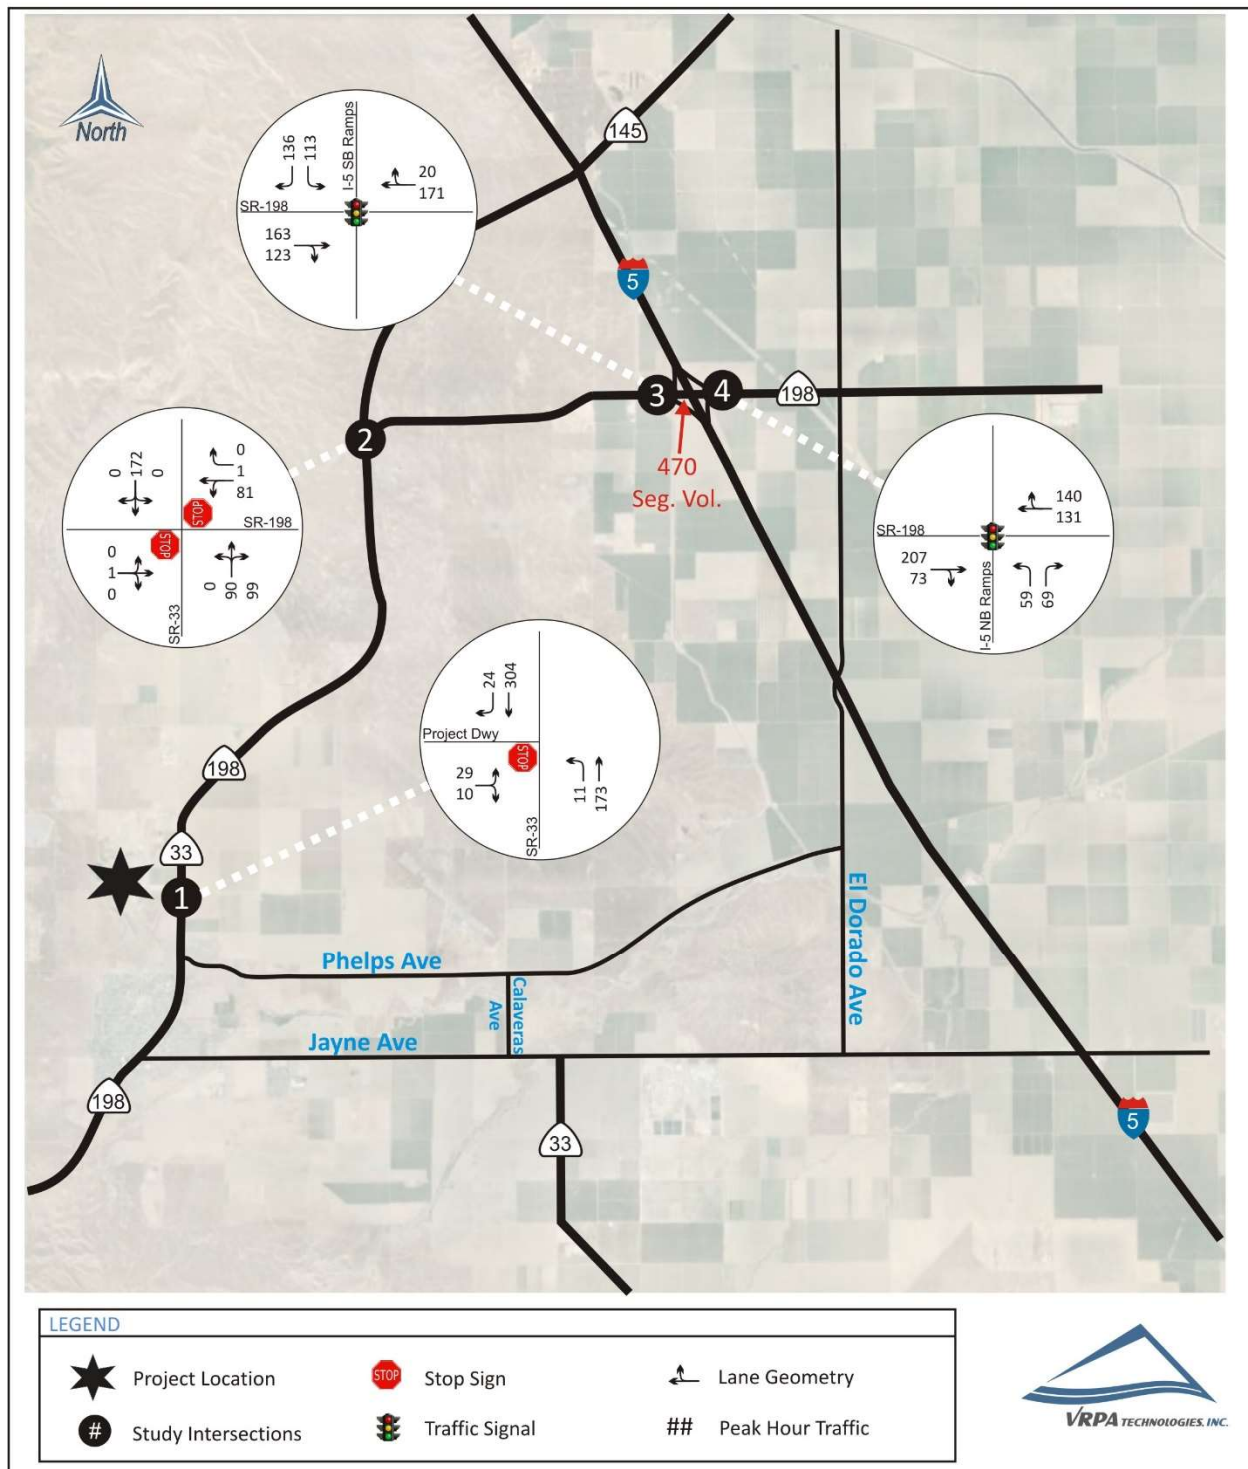 North
145
136
113
I-5 SB Ramps
20
171
SR-198
163
123
5
3
4
198
2
470
Seg. Vol.
0
172
0
0
1
81
STOP
SR-198
STOP
0
1
0
0
90
99
SR-33
140
131
SR-198
207
73
I-5 NB Ramps
59
69
24
304
Project Dwy
STOP
29
10
11
173
SR-33
198
33
1
Phelps Ave
El Dorado Ave
Calaveras
Ave
Jayne Ave
198
33
5
LEGEND
Project Location
STOP
Stop Sign
Lane Geometry
#
Study Intersections
Traffic Signal
##
Peak Hour Traffic
VRPA TECHNOLOGIES, INC.